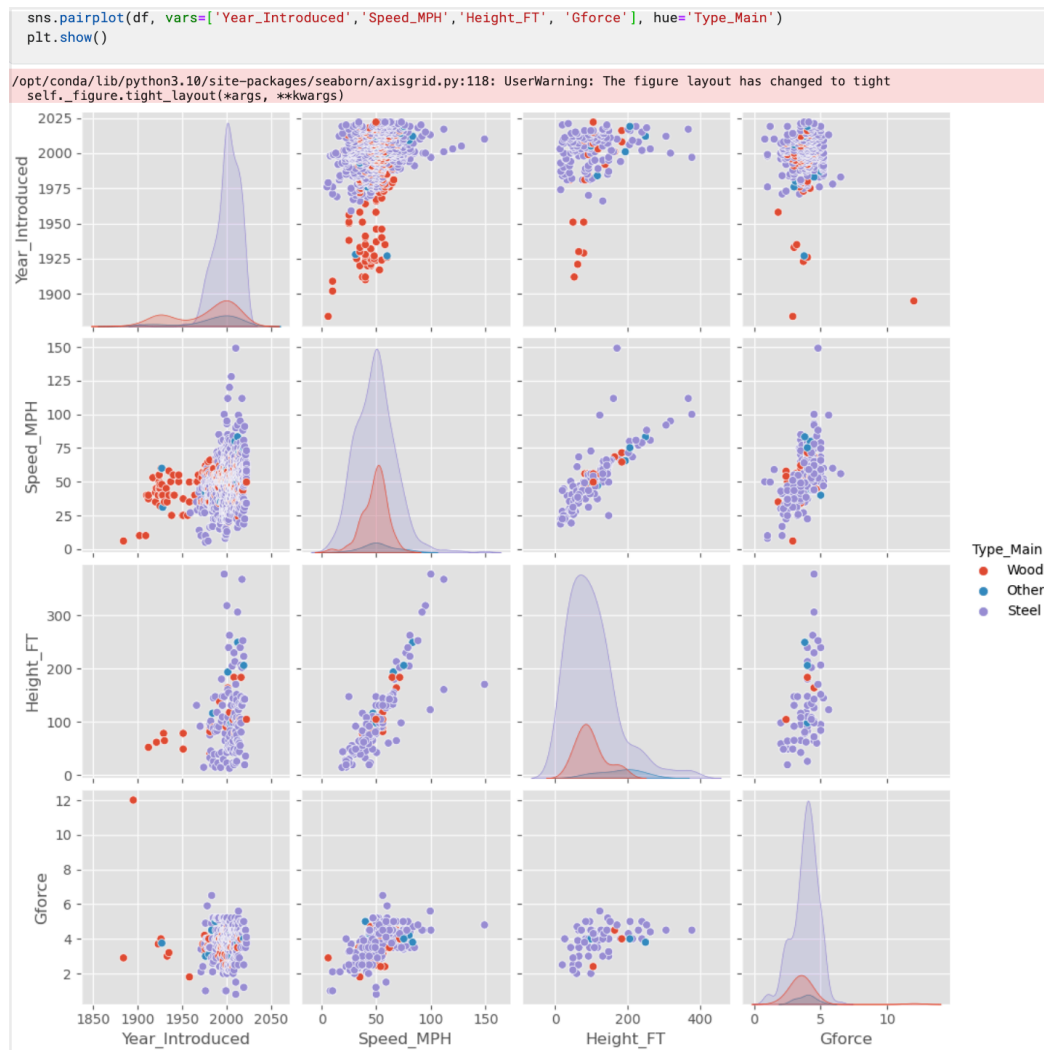 sns.pairplot(df, vars=['Year_Introduced','Speed_MPH','Height_FT', 'Gforce'], hue='Type_Main')
plt.show()
/opt/conda/lib/python3.10/site-packages/seaborn/axisgrid.py:118: UserWarning: The figure layout has changed to tight
self._figure.tight_layout(*args, **kwargs)
2025
2000
1975
1950
1925
1900
Year_Introduced
150
125
100
75
50
25
0
Speed_MPH
Type_Main
Wood
Other
Steel
300
200
100
0
Height_FT
12
10
8
6
4
2
Gforce
1850 1900 1950 2000 2050
0 50 100 150
0 200 400
0 5 10
Year_Introduced
Speed_MPH
Height_FT
Gforce